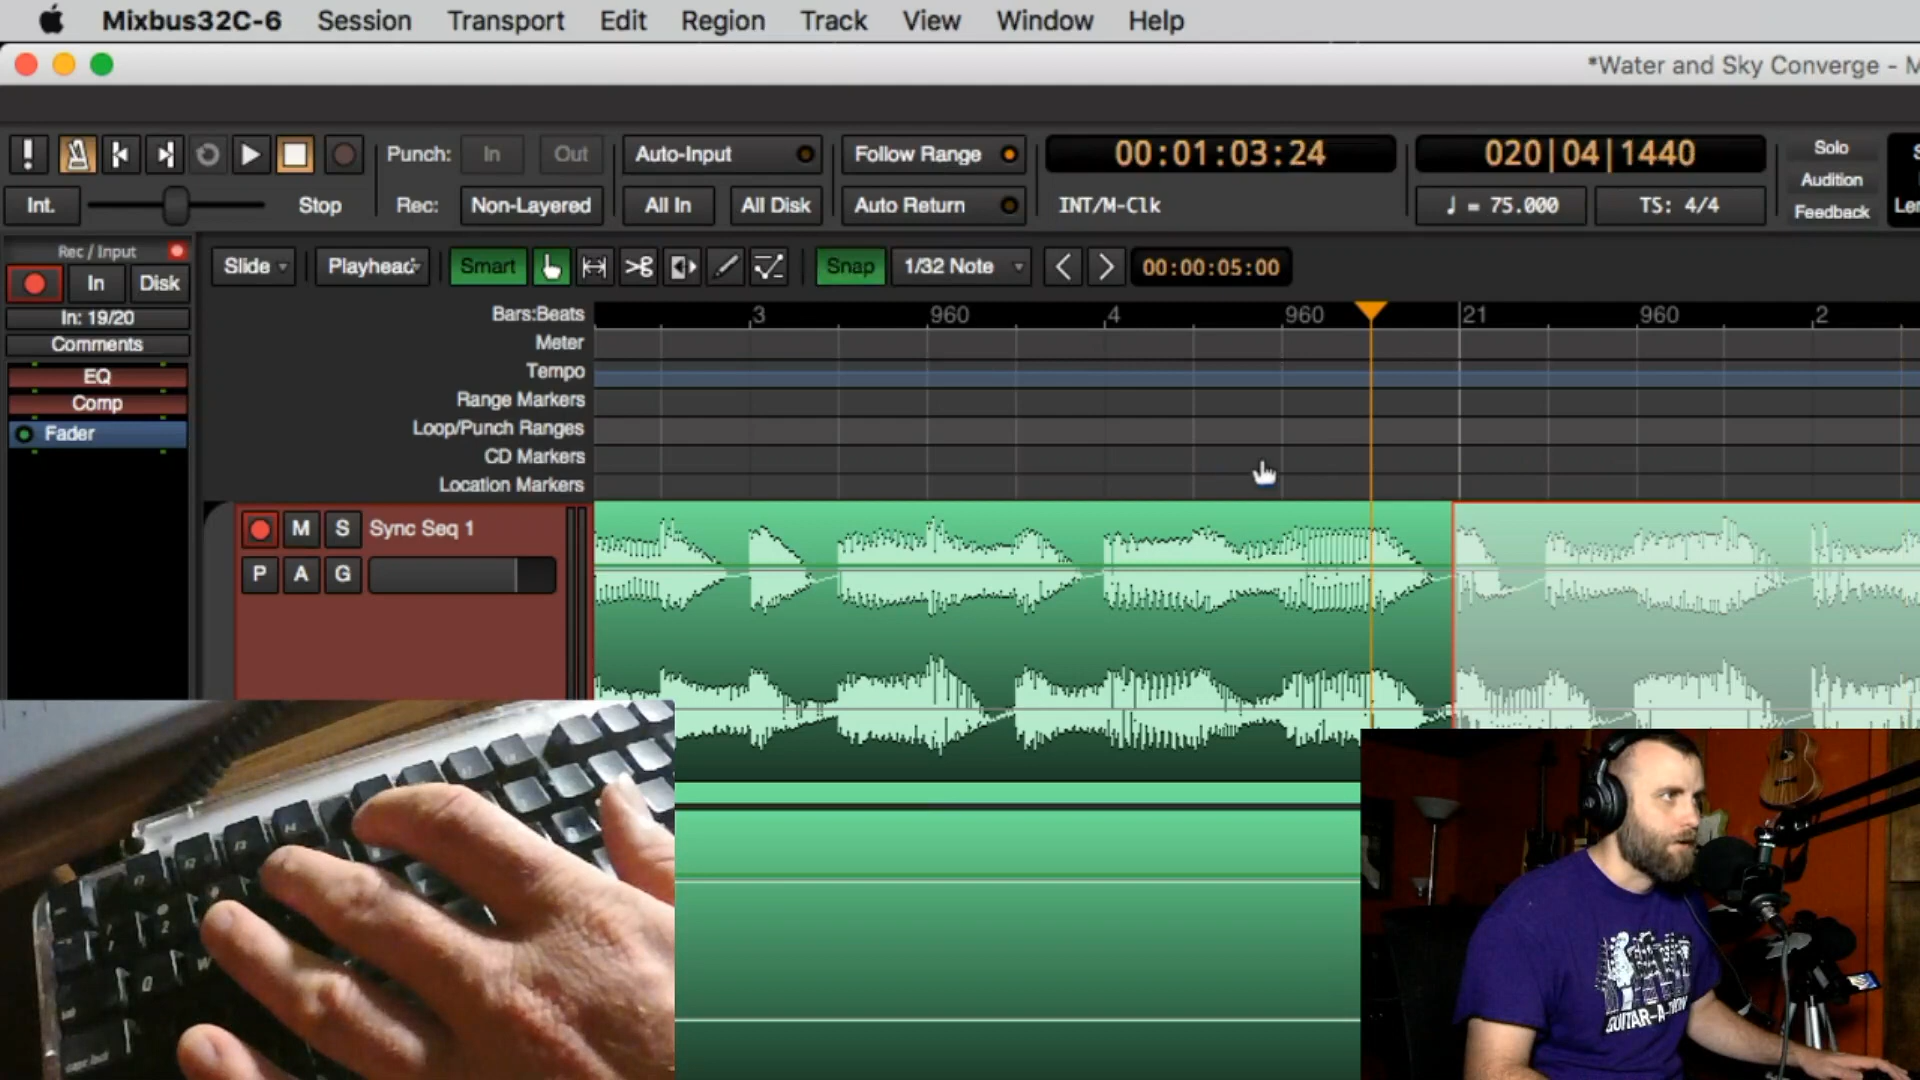 Mixbus32C-6 Session Transport Edit Region Track View Window Help
*Water and Sky Converge - M
Punch: In Out Auto-Input Follow Range 00:01:03:24 020|04|1440 Solo
Audition
Int. Stop Rec: Non-Layered All In All Disk Auto Return INT/M-Clk ♩ = 75.000 TS: 4/4 Feedback Len
Rec / Input
In Disk Slide Playhead Smart Snap 1/32 Note 00:00:05:00
In: 19/20
Comments
EQ
Comp
Fader
Bars:Beats 3 960 4 960 21 960 2
Meter
Tempo
Range Markers
Loop/Punch Ranges
CD Markers
Location Markers
M S Sync Seq 1
P A G
GUITAR-A-THON